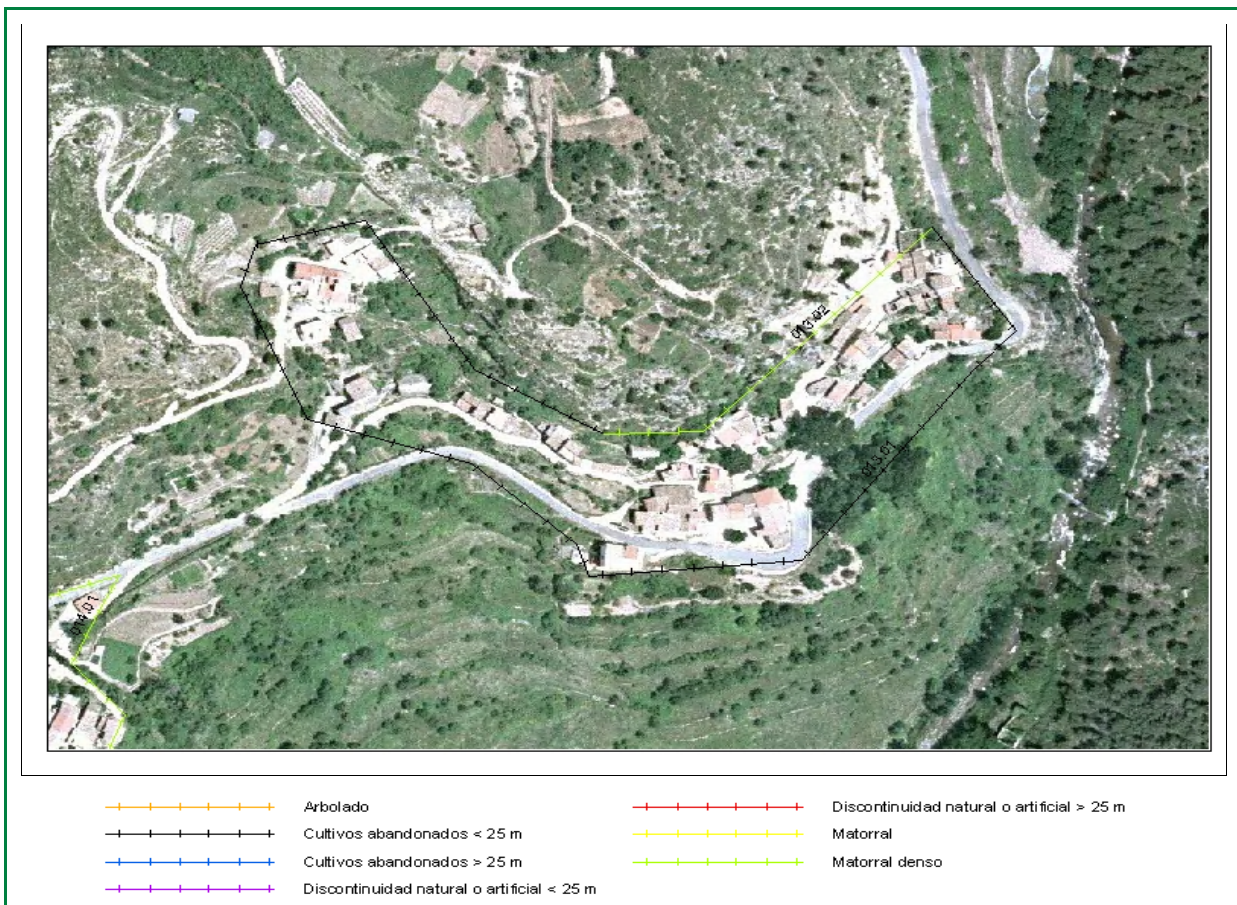 013.02
013.01
014.01
Arbolado
Cultivos abandonados < 25 m
Cultivos abandonados > 25 m
Discontinuidad natural o artificial < 25 m
Discontinuidad natural o artificial > 25 m
Matorral
Matorral denso